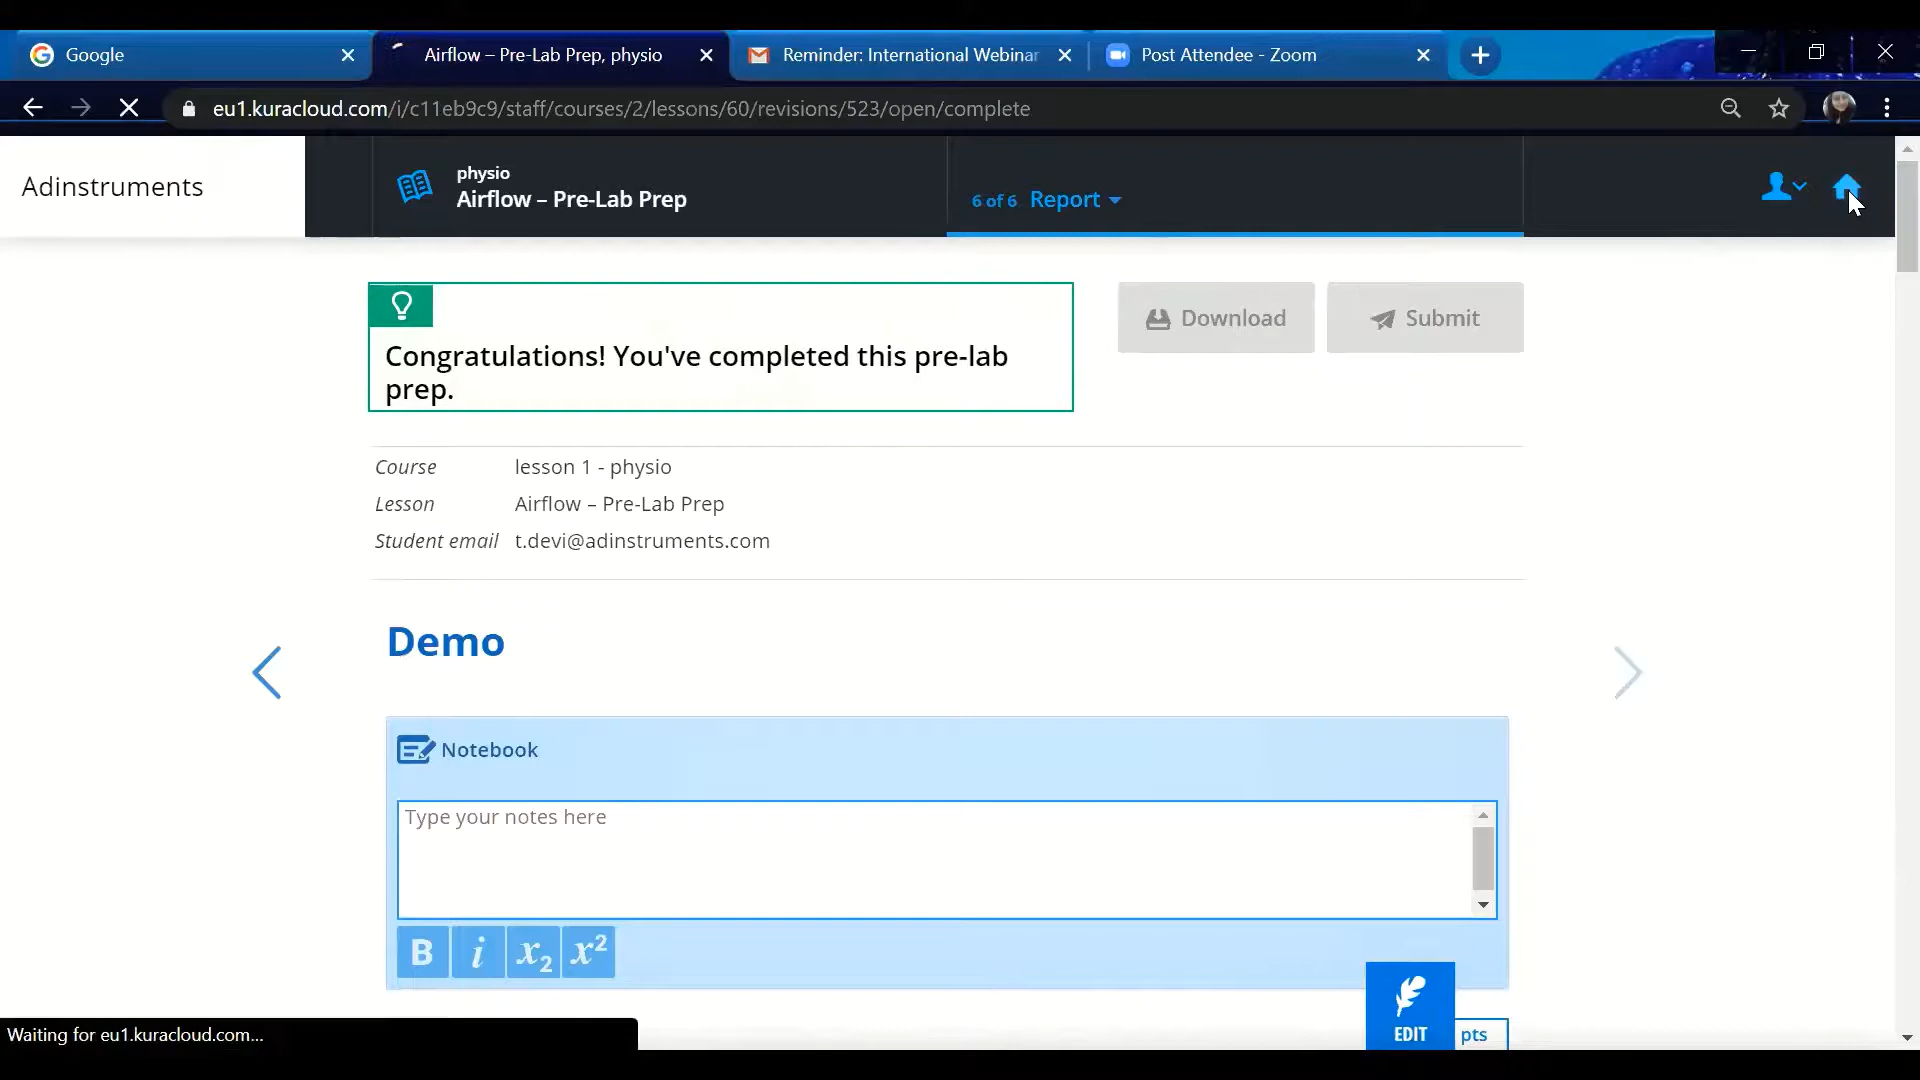 Google
Airflow – Pre-Lab Prep, physio
Reminder: International Webinar
Post Attendee - Zoom
eu1.kuracloud.com/i/c11eb9c9/staff/courses/2/lessons/60/revisions/523/open/complete
Adinstruments
physio
Airflow – Pre-Lab Prep
6 of 6 Report
Congratulations! You've completed this pre-lab
prep.
Download
Submit
Course lesson 1 - physio
Lesson Airflow – Pre-Lab Prep
Student email t.devi@adinstruments.com
Demo
Notebook
Type your notes here
B i x2 x2
EDIT
pts
Waiting for eu1.kuracloud.com...